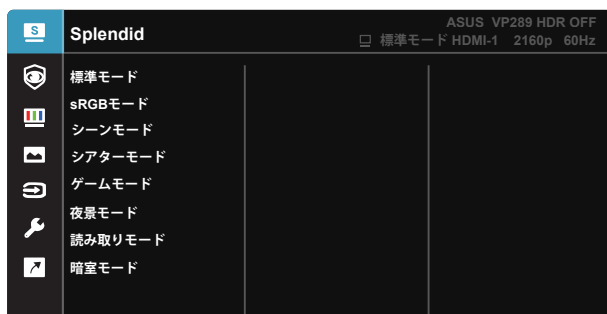 S
Splendid
ASUS VP289 HDR OFF
標準モード HDMI-1 2160p 60Hz
標準モード
sRGBモード
シーンモード
シアターモード
ゲームモード
夜景モード
読み取りモード
暗室モード